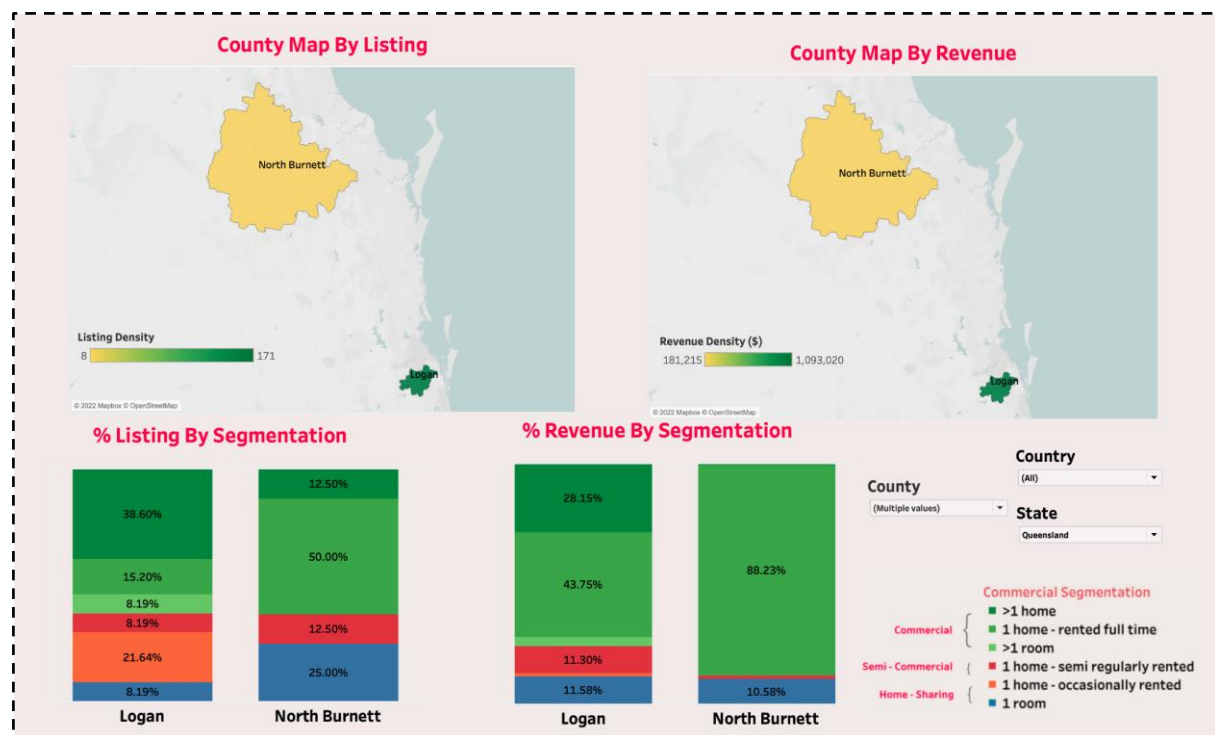 County Map By Listing
North Burnett
Listing Density
8 171
Logan
© 2022 Mapbox © OpenStreetMap
County Map By Revenue
North Burnett
Revenue Density ($)
181,215 1,093,020
Logan
© 2022 Mapbox © OpenStreetMap
% Listing By Segmentation
38.60%
15.20%
8.19%
8.19%
21.64%
8.19%
Logan
12.50%
50.00%
12.50%
25.00%
North Burnett
% Revenue By Segmentation
28.15%
43.75%
11.30%
11.58%
Logan
88.23%
10.58%
North Burnett
County
(Multiple values)
Country
(All)
State
Queensland
Commercial Segmentation
Commercial
>1 home
1 home - rented full time
>1 room
Semi - Commercial
1 home - semi regularly rented
Home - Sharing
1 home - occasionally rented
1 room